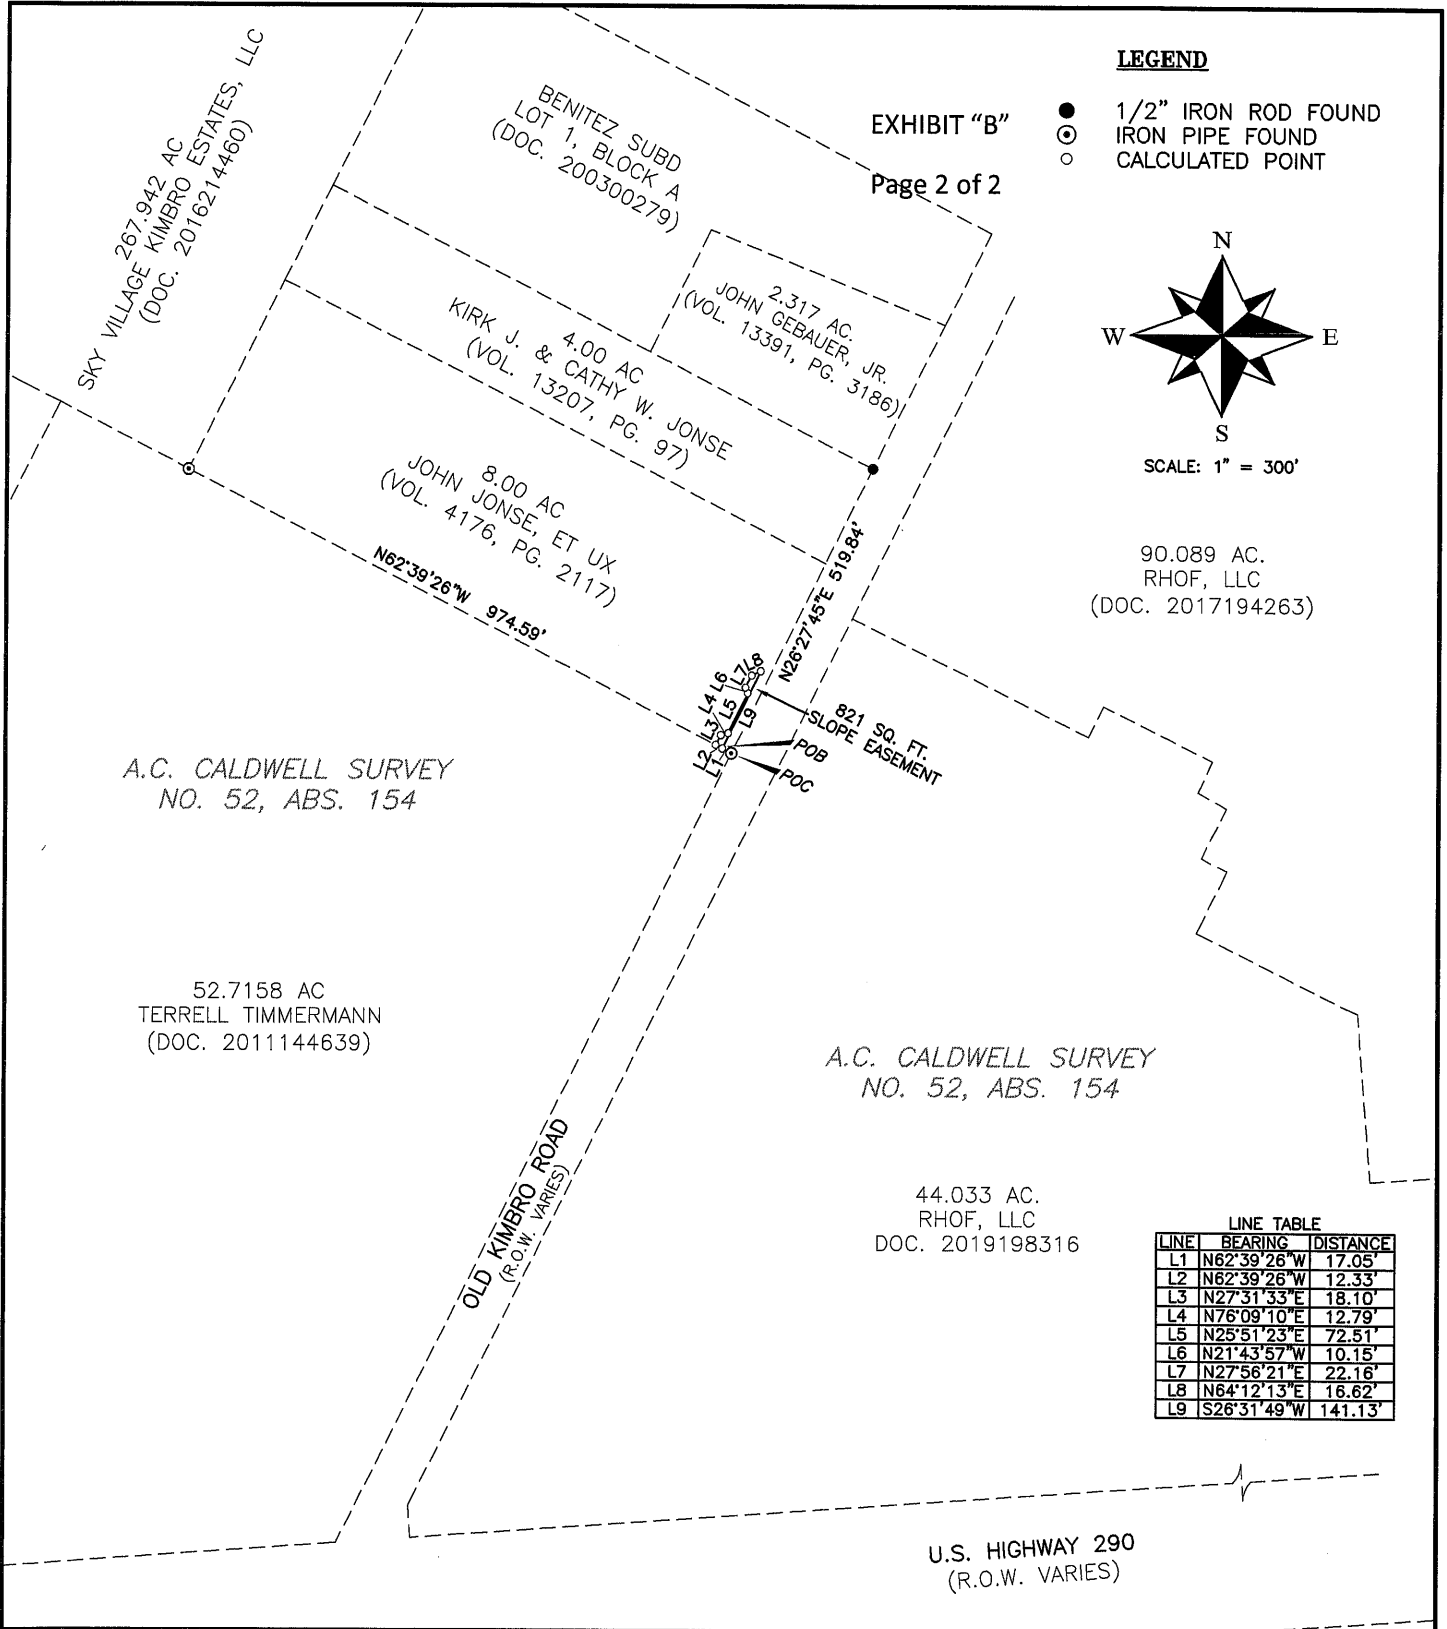 LEGEND
1/2" IRON ROD FOUND
IRON PIPE FOUND
CALCULATED POINT
EXHIBIT "B"
Page 2 of 2
N
W
E
S
SCALE: 1" = 300'
267.942 AC
SKY VILLAGE KIMBRO ESTATES, LLC
(DOC. 2016214460)
BENITEZ SUBD
LOT 1, BLOCK A
(DOC. 200300279)
2.317 AC.
JOHN GEBAUER, JR.
(VOL. 13391, PG. 3186)
4.00 AC
KIRK J. & CATHY W. JONSE
(VOL. 13207, PG. 97)
8.00 AC
JOHN JONSE, ET UX
(VOL. 4176, PG. 2117)
N62°39'26"W 974.59'
N26°27'45"E 519.84'
90.089 AC.
RHOF, LLC
(DOC. 2017194263)
L8
L7
L6
L4
L5
L9
L3
L2
L1
821 SQ. FT.
SLOPE EASEMENT
POB
POC
A.C. CALDWELL SURVEY
NO. 52, ABS. 154
52.7158 AC
TERRELL TIMMERMANN
(DOC. 2011144639)
A.C. CALDWELL SURVEY
NO. 52, ABS. 154
OLD KIMBRO ROAD
(R.O.W. VARIES)
44.033 AC.
RHOF, LLC
DOC. 2019198316
LINE TABLE
LINE BEARING DISTANCE
L1 N62°39'26"W 17.05'
L2 N62°39'26"W 12.33'
L3 N27°31'33"E 18.10'
L4 N76°09'10"E 12.79'
L5 N25°51'23"E 72.51'
L6 N21°43'57"W 10.15'
L7 N27°56'21"E 22.16'
L8 N64°12'13"E 16.62'
L9 S26°31'49"W 141.13'
U.S. HIGHWAY 290
(R.O.W. VARIES)